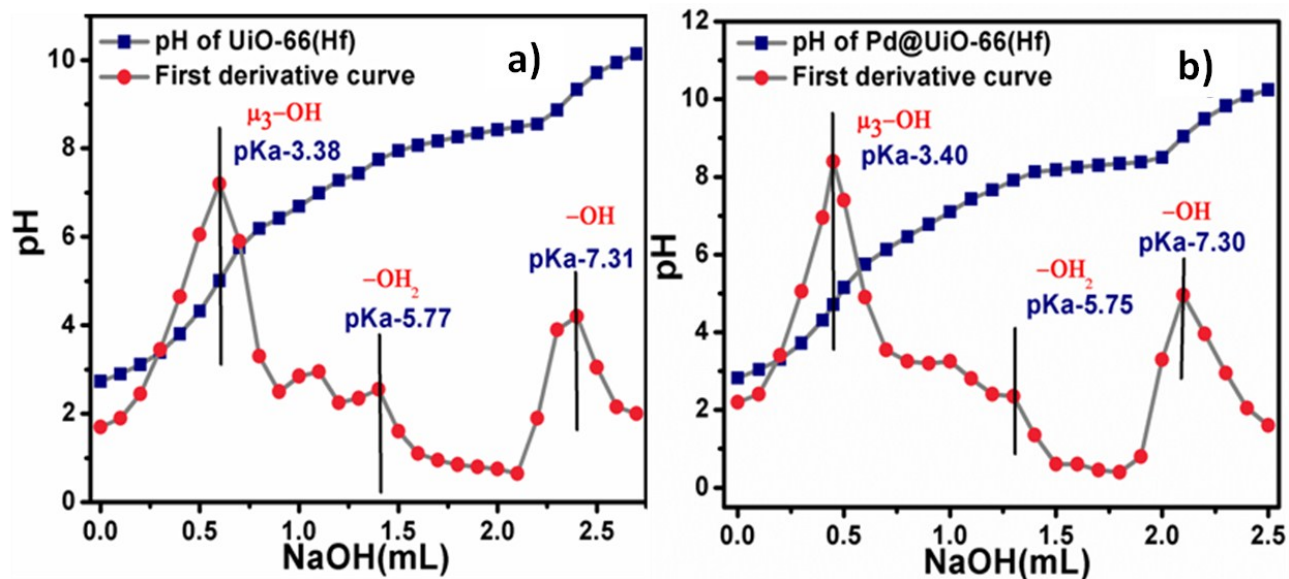 pH of UiO-66(Hf)
First derivative curve
a)
μ₃−OH
pKa-3.38
−OH
pKa-7.31
−OH₂
pKa-5.77
pH
10
8
6
4
2
0
0.0 0.5 1.0 1.5 2.0 2.5
NaOH(mL)
pH of Pd@UiO-66(Hf)
First derivative curve
b)
μ₃−OH
pKa-3.40
−OH
pKa-7.30
−OH₂
pKa-5.75
pH
12
10
8
6
4
2
0
0.0 0.5 1.0 1.5 2.0 2.5
NaOH(mL)